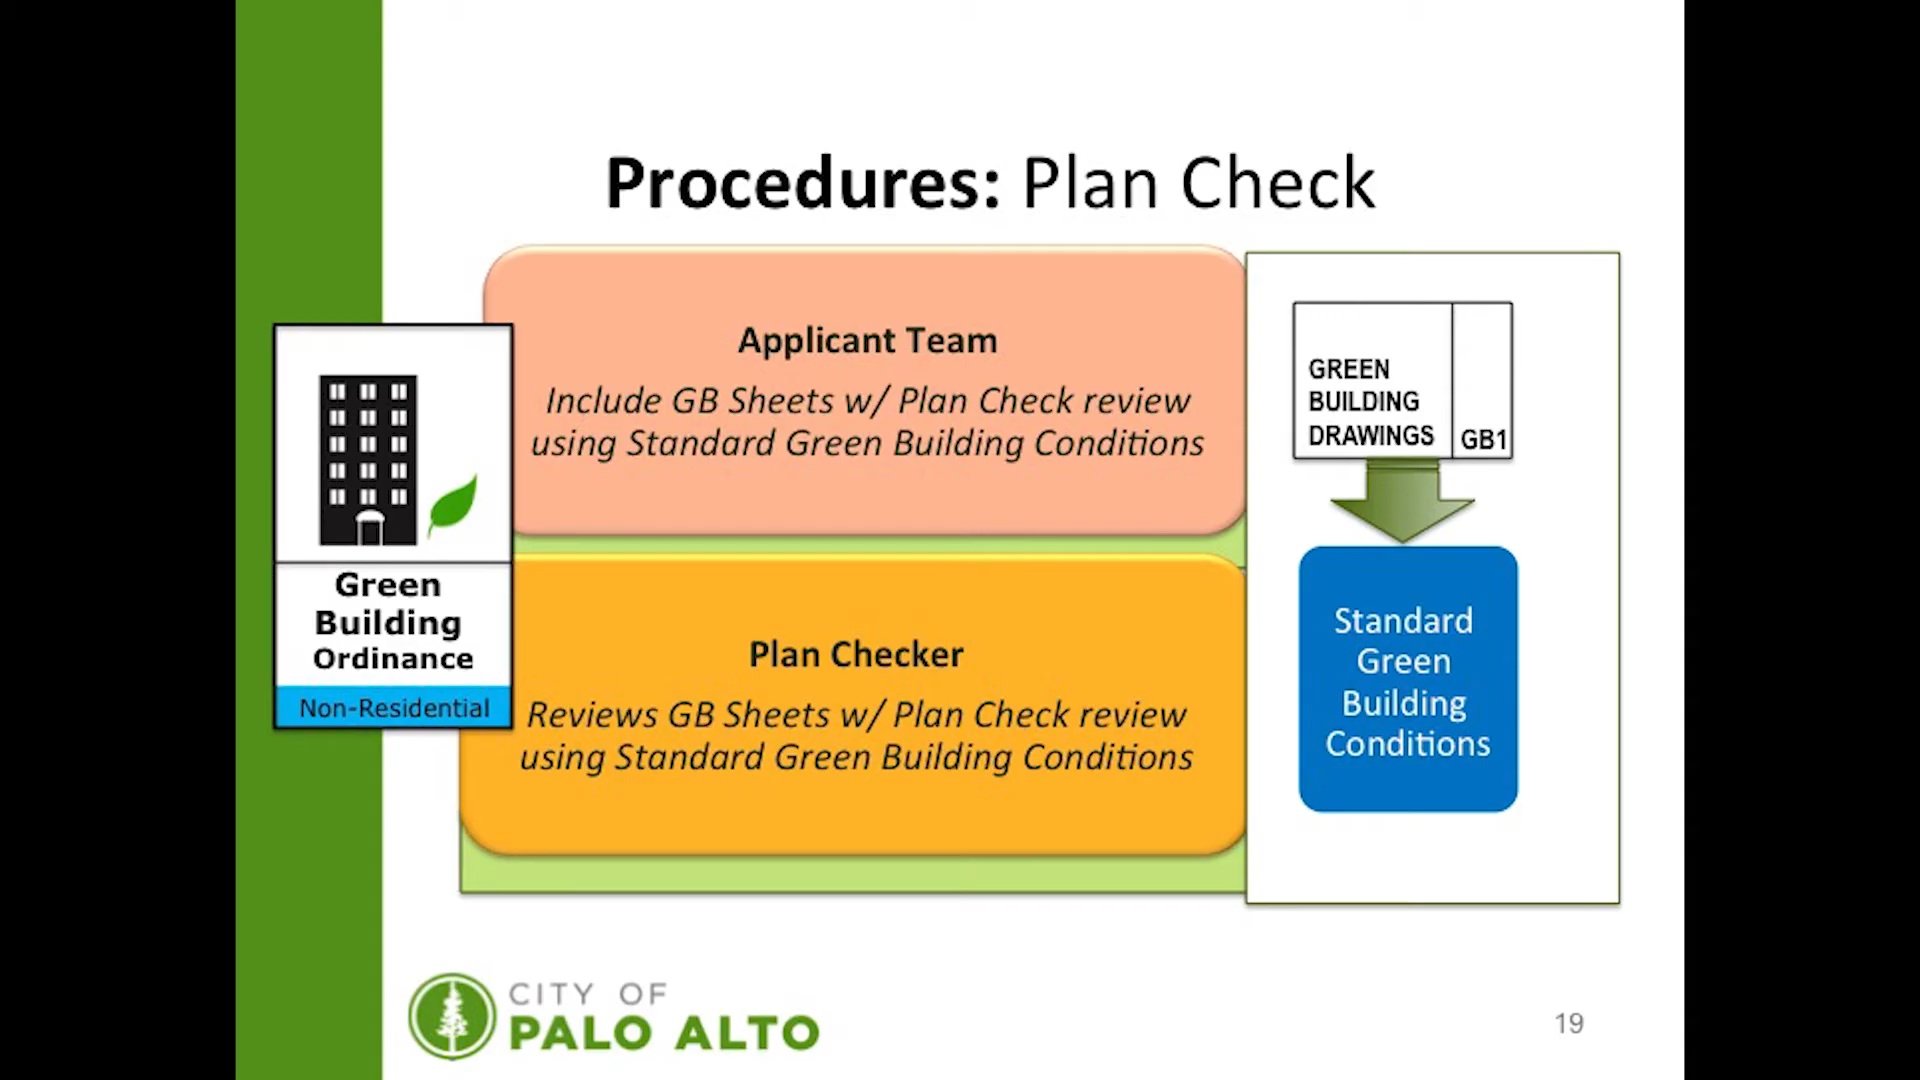 Procedures: Plan Check
Applicant Team
Include GB Sheets w/ Plan Check review
using Standard Green Building Conditions
GREEN
BUILDING
DRAWINGS
GB1
Green
Building
Ordinance
Non-Residential
Plan Checker
Reviews GB Sheets w/ Plan Check review
using Standard Green Building Conditions
Standard
Green
Building
Conditions
CITY OF
PALO ALTO
19